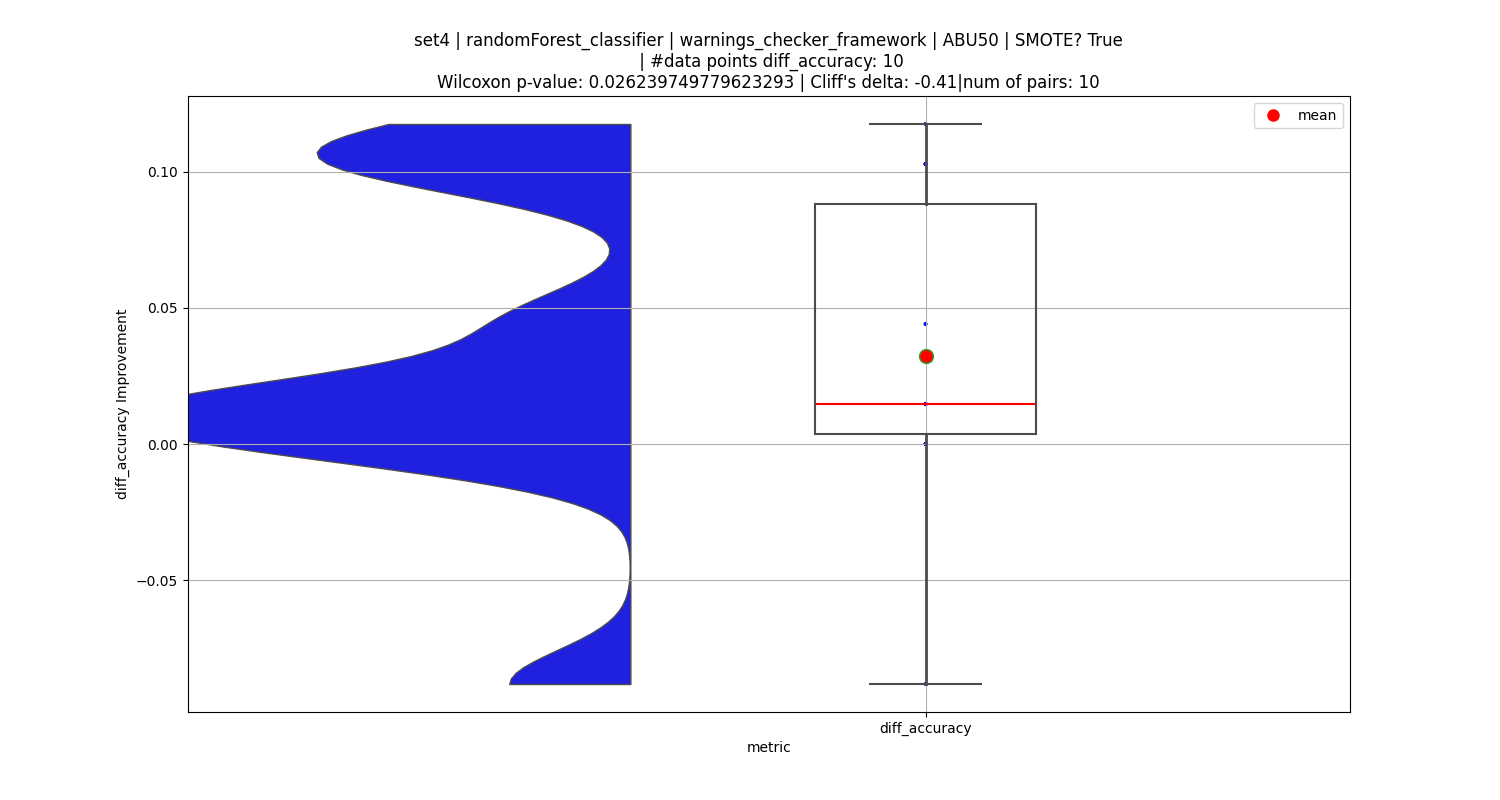 set4 | randomForest_classifier | warnings_checker_framework | ABU50 | SMOTE? True
| #data points diff_accuracy: 10
Wilcoxon p-value: 0.026239749779623293 | Cliff's delta: -0.41|num of pairs: 10
mean
0.10
0.05
0.00
−0.05
diff_accuracy Improvement
diff_accuracy
metric